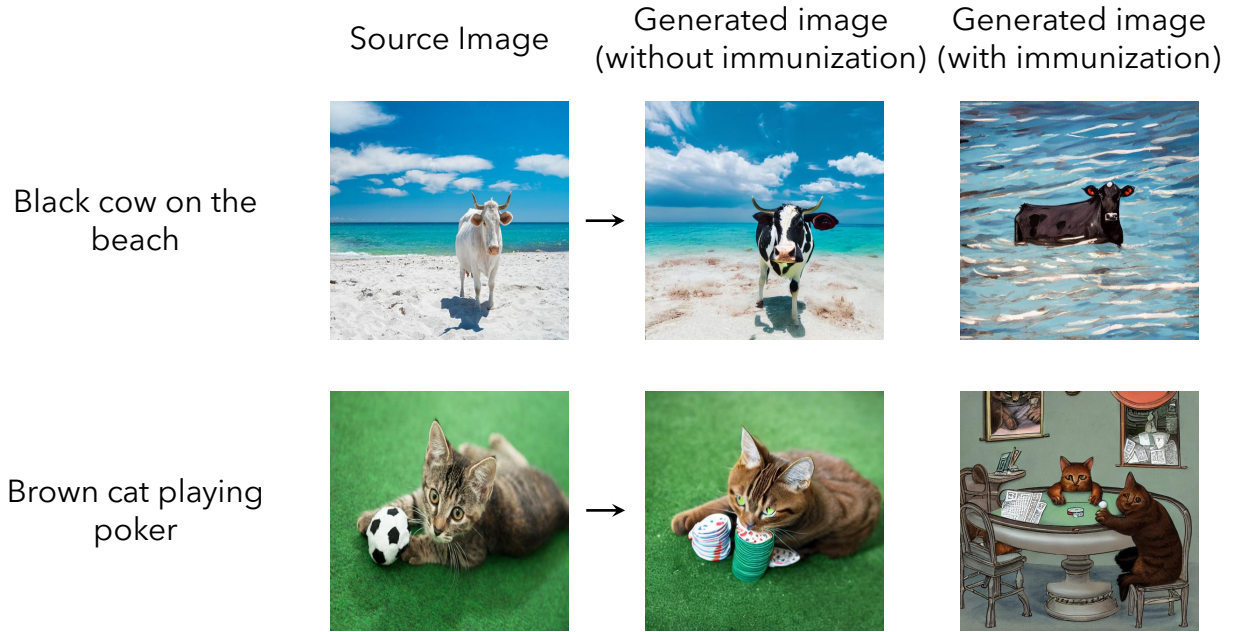 Source Image
Generated image
(without immunization)
Generated image
(with immunization)
Black cow on the
beach
Brown cat playing
poker